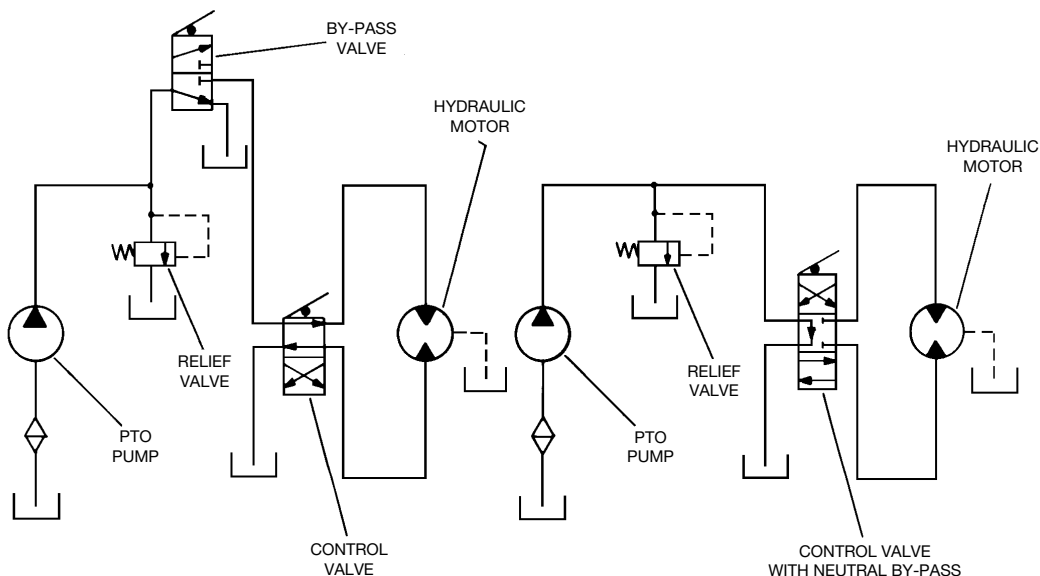 BY-PASS
VALVE
HYDRAULIC
MOTOR
RELIEF
VALVE
PTO
PUMP
CONTROL
VALVE
HYDRAULIC
MOTOR
RELIEF
VALVE
PTO
PUMP
CONTROL VALVE
WITH NEUTRAL BY-PASS